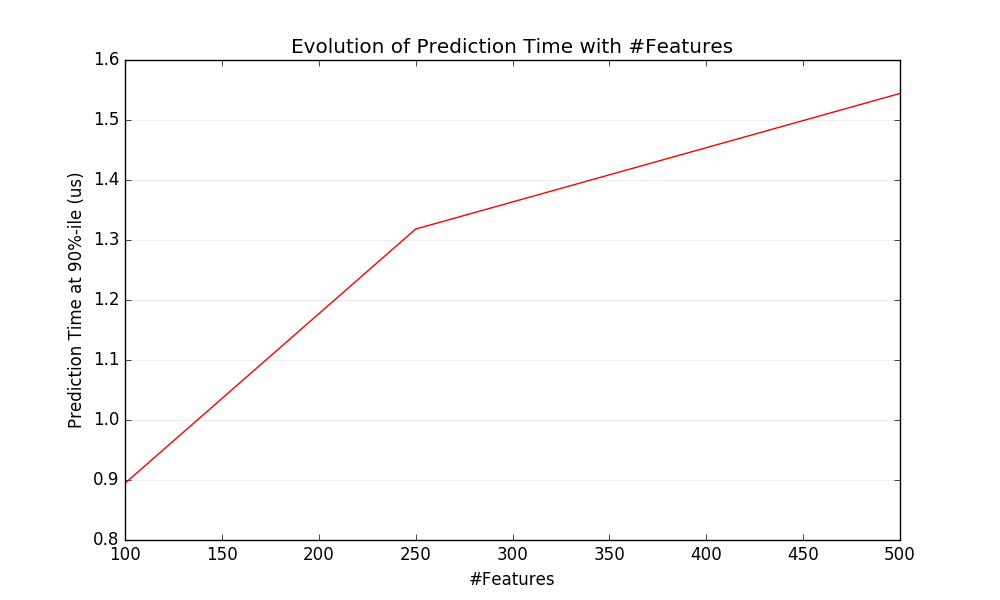 Evolution of Prediction Time with #Features
Prediction Time at 90%-ile (us)
1.6
1.5
1.4
1.3
1.2
1.1
1.0
0.9
0.8
100 150 200 250 300 350 400 450 500
#Features